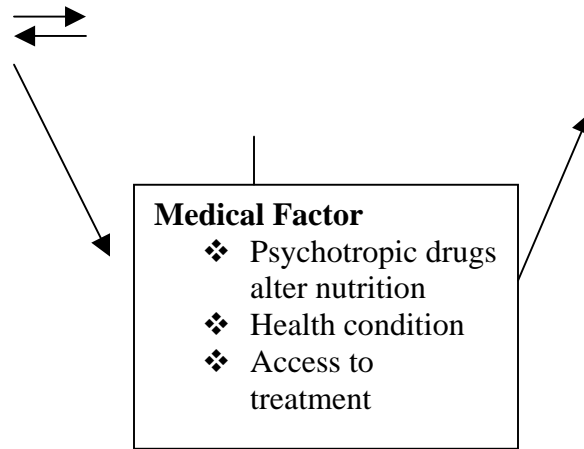 Medical Factor
❖ Psychotropic drugs
alter nutrition
❖ Health condition
❖ Access to
treatment